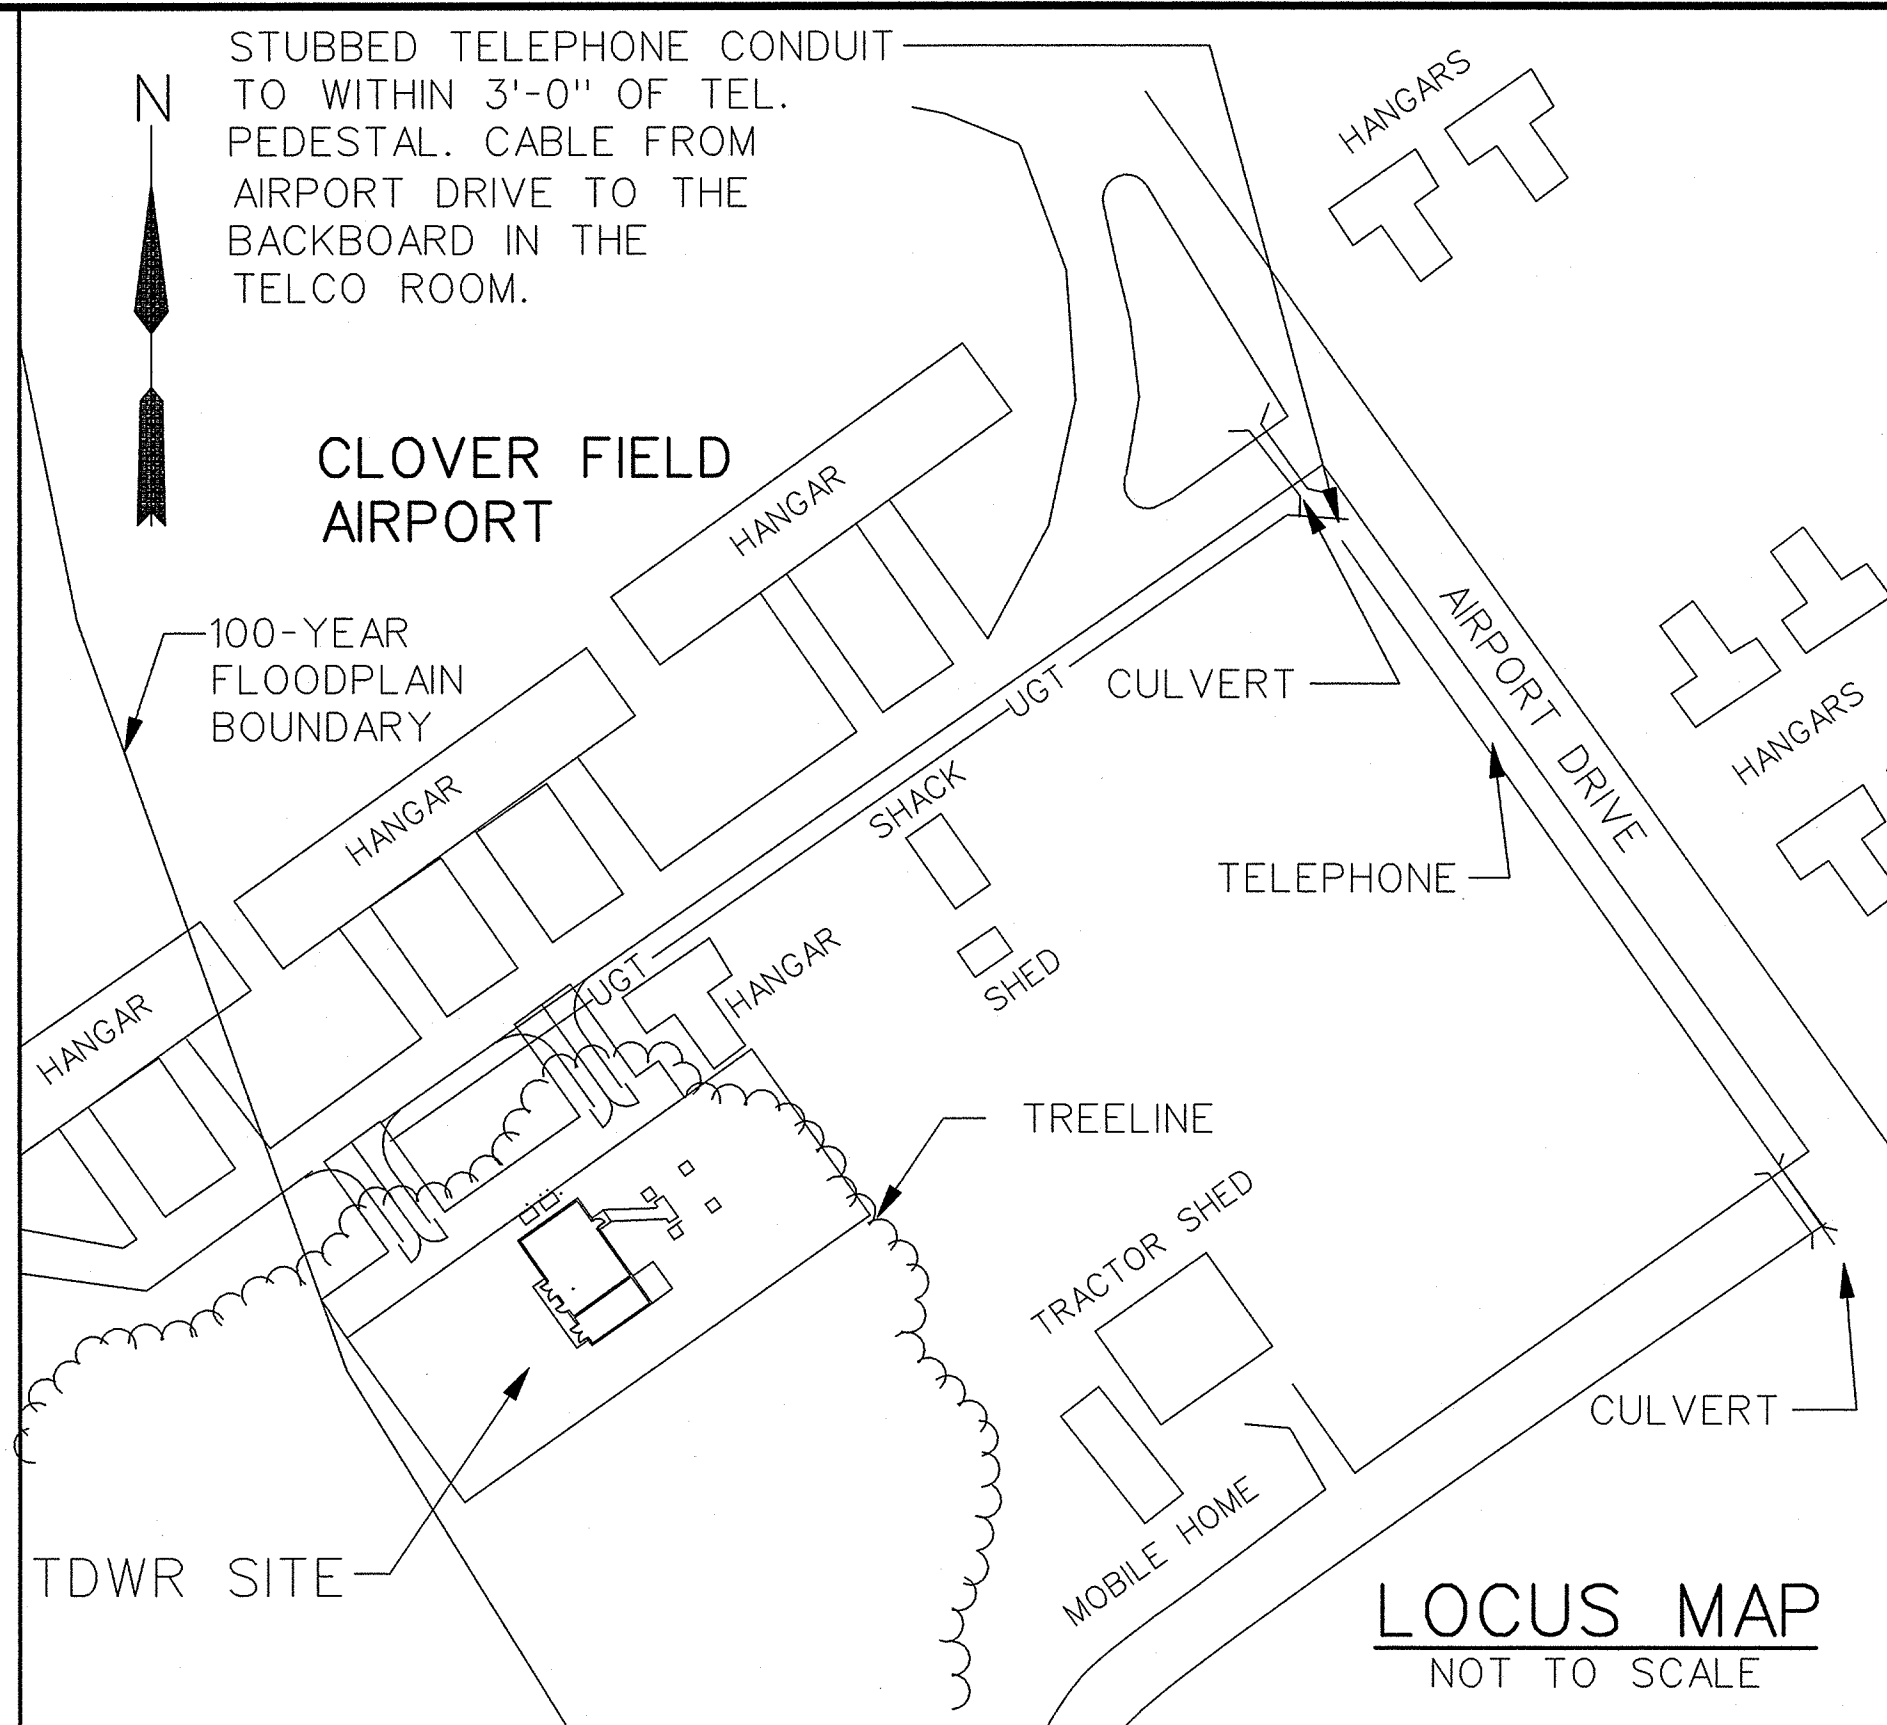 STUBBED TELEPHONE CONDUIT
TO WITHIN 3'-0" OF TEL.
PEDESTAL. CABLE FROM
AIRPORT DRIVE TO THE
BACKBOARD IN THE
TELCO ROOM.
N
HANGARS
CLOVER FIELD
AIRPORT
HANGAR
100-YEAR
FLOODPLAIN
BOUNDARY
UGT
CULVERT
AIRPORT DRIVE
HANGARS
HANGAR
SHACK
TELEPHONE
HANGAR
UGT
HANGAR
SHED
TREELINE
TRACTOR SHED
CULVERT
MOBILE HOME
TDWR SITE
LOCUS MAP
NOT TO SCALE